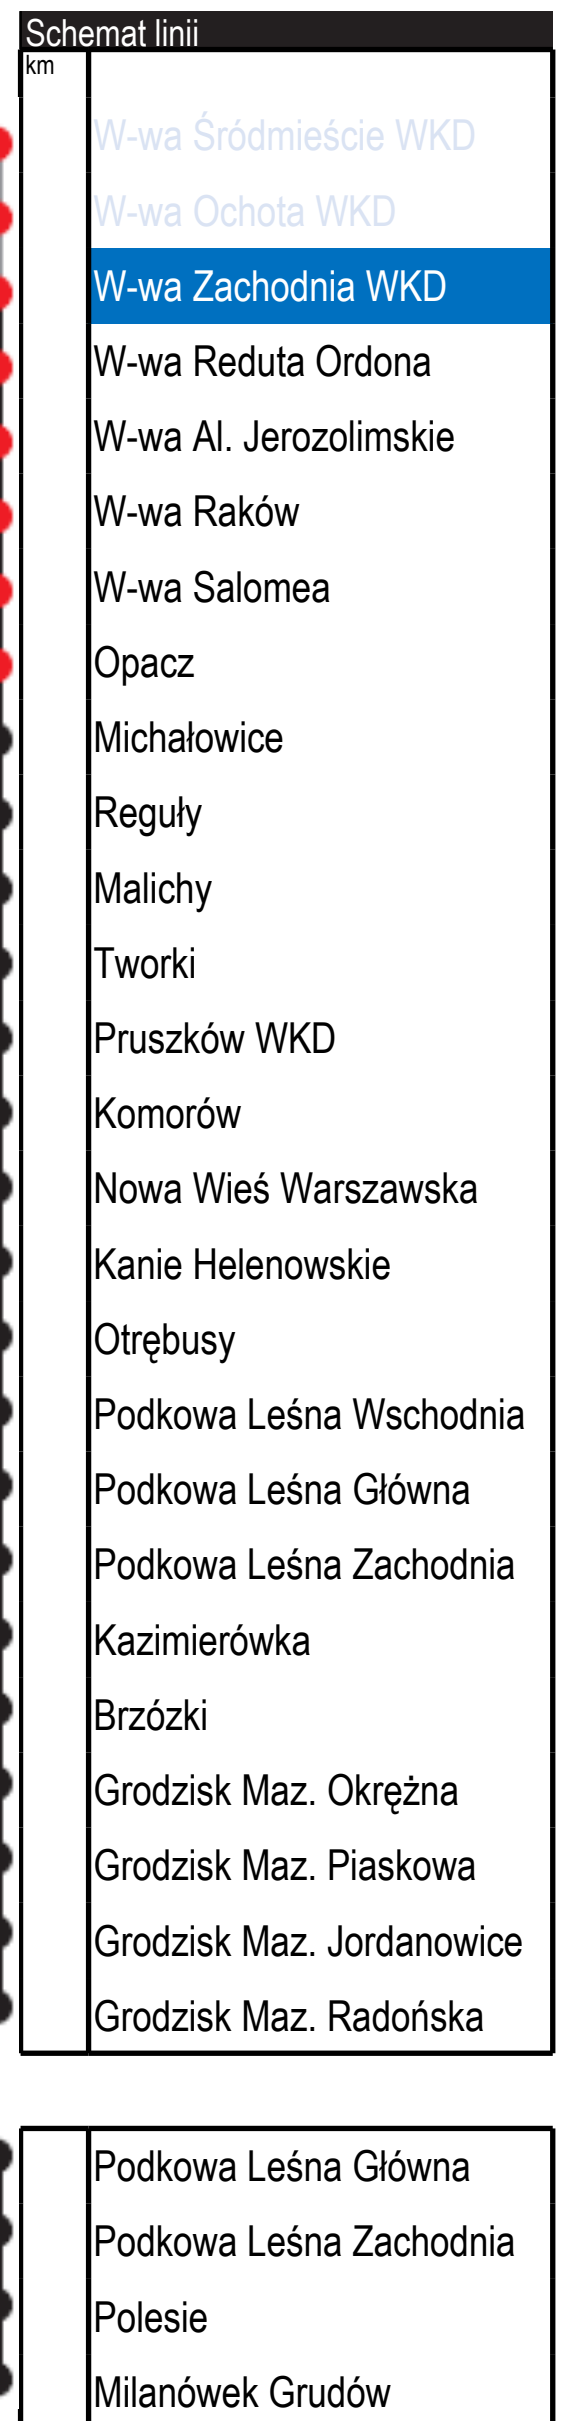 Schemat linii
km
W-wa Śródmieście WKD
W-wa Ochota WKD
W-wa Zachodnia WKD
W-wa Reduta Ordona
W-wa Al. Jerozolimskie
W-wa Raków
W-wa Salomea
Opacz
Michałowice
Reguły
Malichy
Tworki
Pruszków WKD
Komorów
Nowa Wieś Warszawska
Kanie Helenowskie
Otrębusy
Podkowa Leśna Wschodnia
Podkowa Leśna Główna
Podkowa Leśna Zachodnia
Kazimierówka
Brzózki
Grodzisk Maz. Okrężna
Grodzisk Maz. Piaskowa
Grodzisk Maz. Jordanowice
Grodzisk Maz. Radońska
Podkowa Leśna Główna
Podkowa Leśna Zachodnia
Polesie
Milanówek Grudów